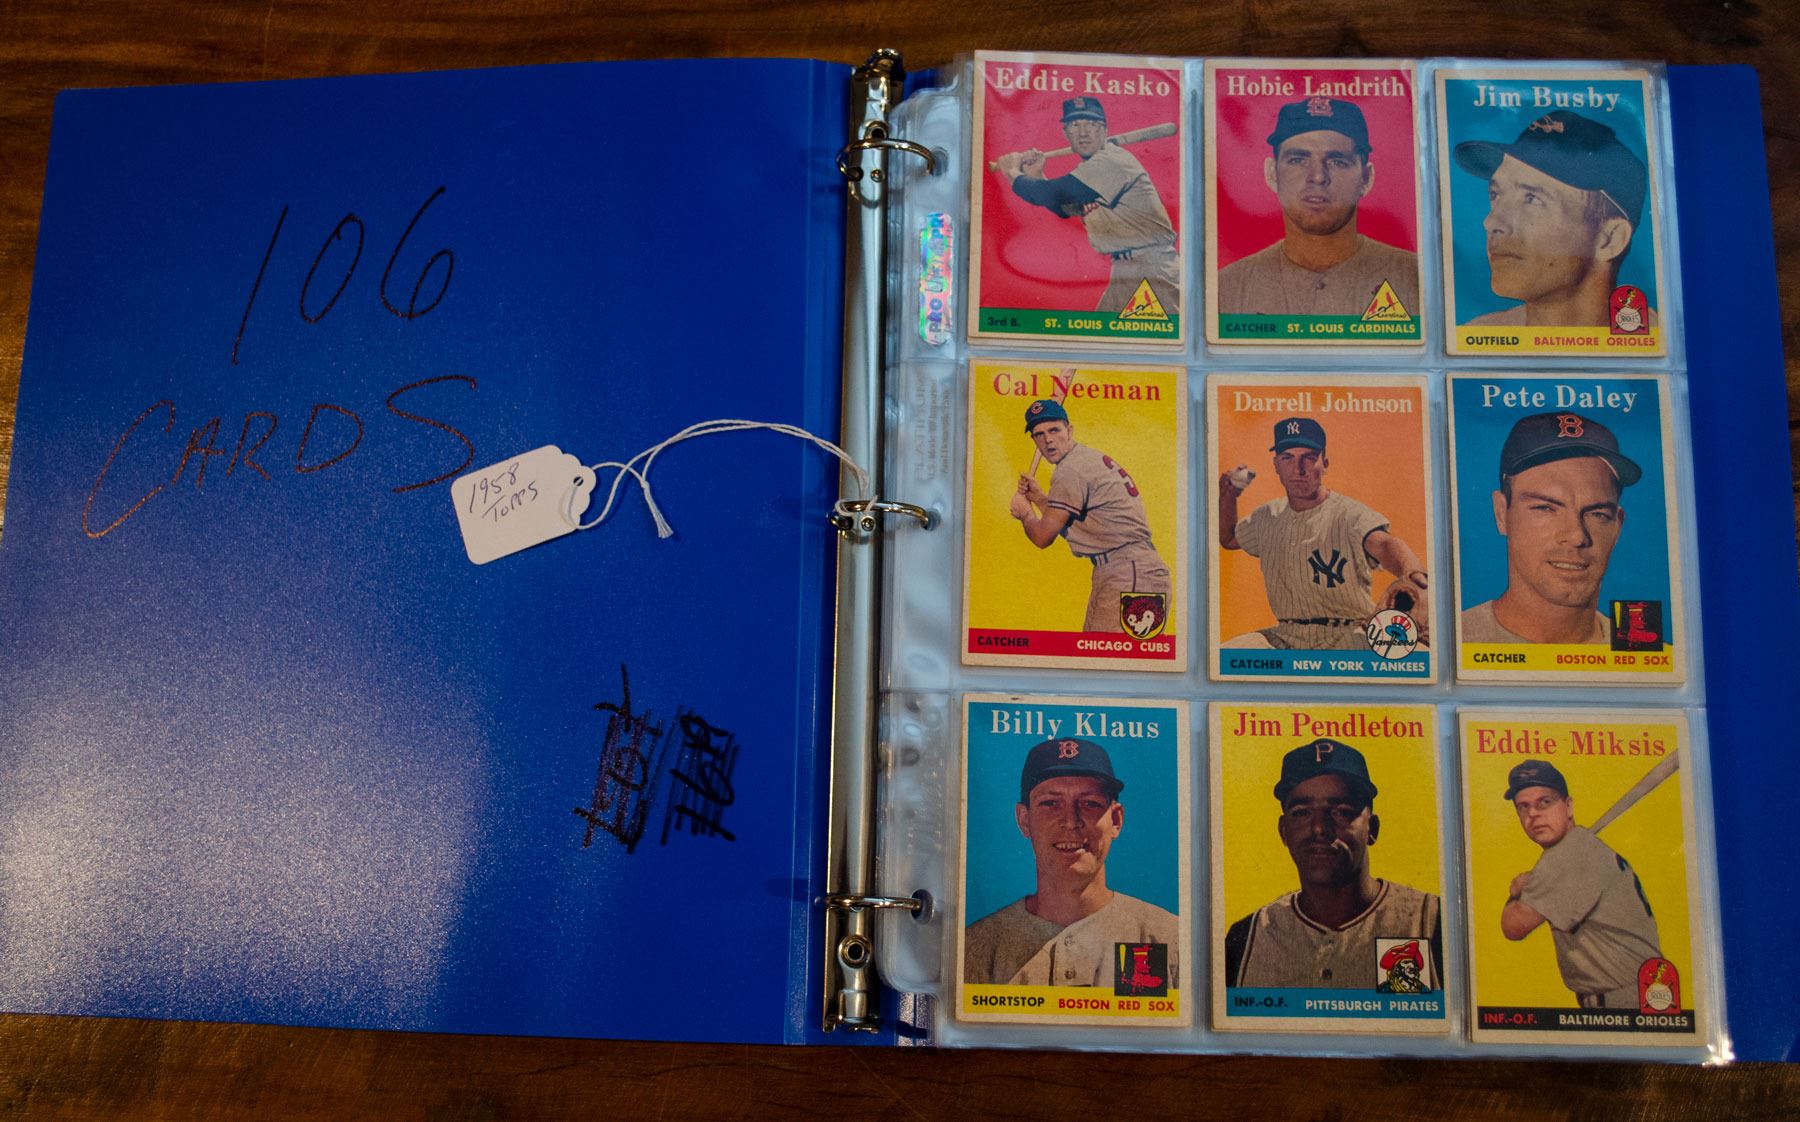 106
CARDS
1958
TOPPS
Eddie Kasko
3rd B. ST. LOUIS CARDINALS
Hobie Landrith
CATCHER ST. LOUIS CARDINALS
Jim Busby
OUTFIELD BALTIMORE ORIOLES
Cal Neeman
CATCHER CHICAGO CUBS
Darrell Johnson
NY
Yankees
CATCHER NEW YORK YANKEES
Pete Daley
B
CATCHER BOSTON RED SOX
Billy Klaus
B
SHORTSTOP BOSTON RED SOX
Jim Pendleton
P
INF.-O.F. PITTSBURGH PIRATES
Eddie Miksis
INF.-O.F. BALTIMORE ORIOLES